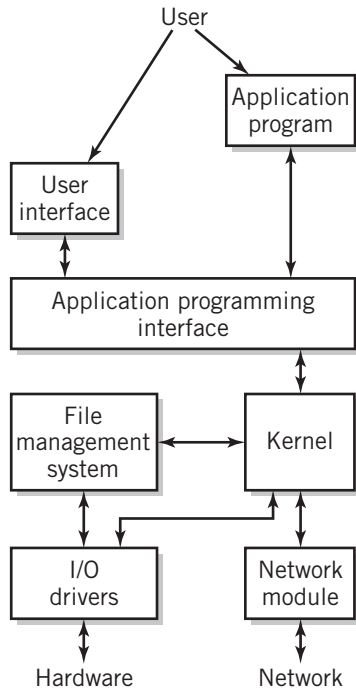 User
Application
program
User
interface
Application programming
interface
File
management
system
Kernel
I/O
drivers
Network
module
Hardware
Network